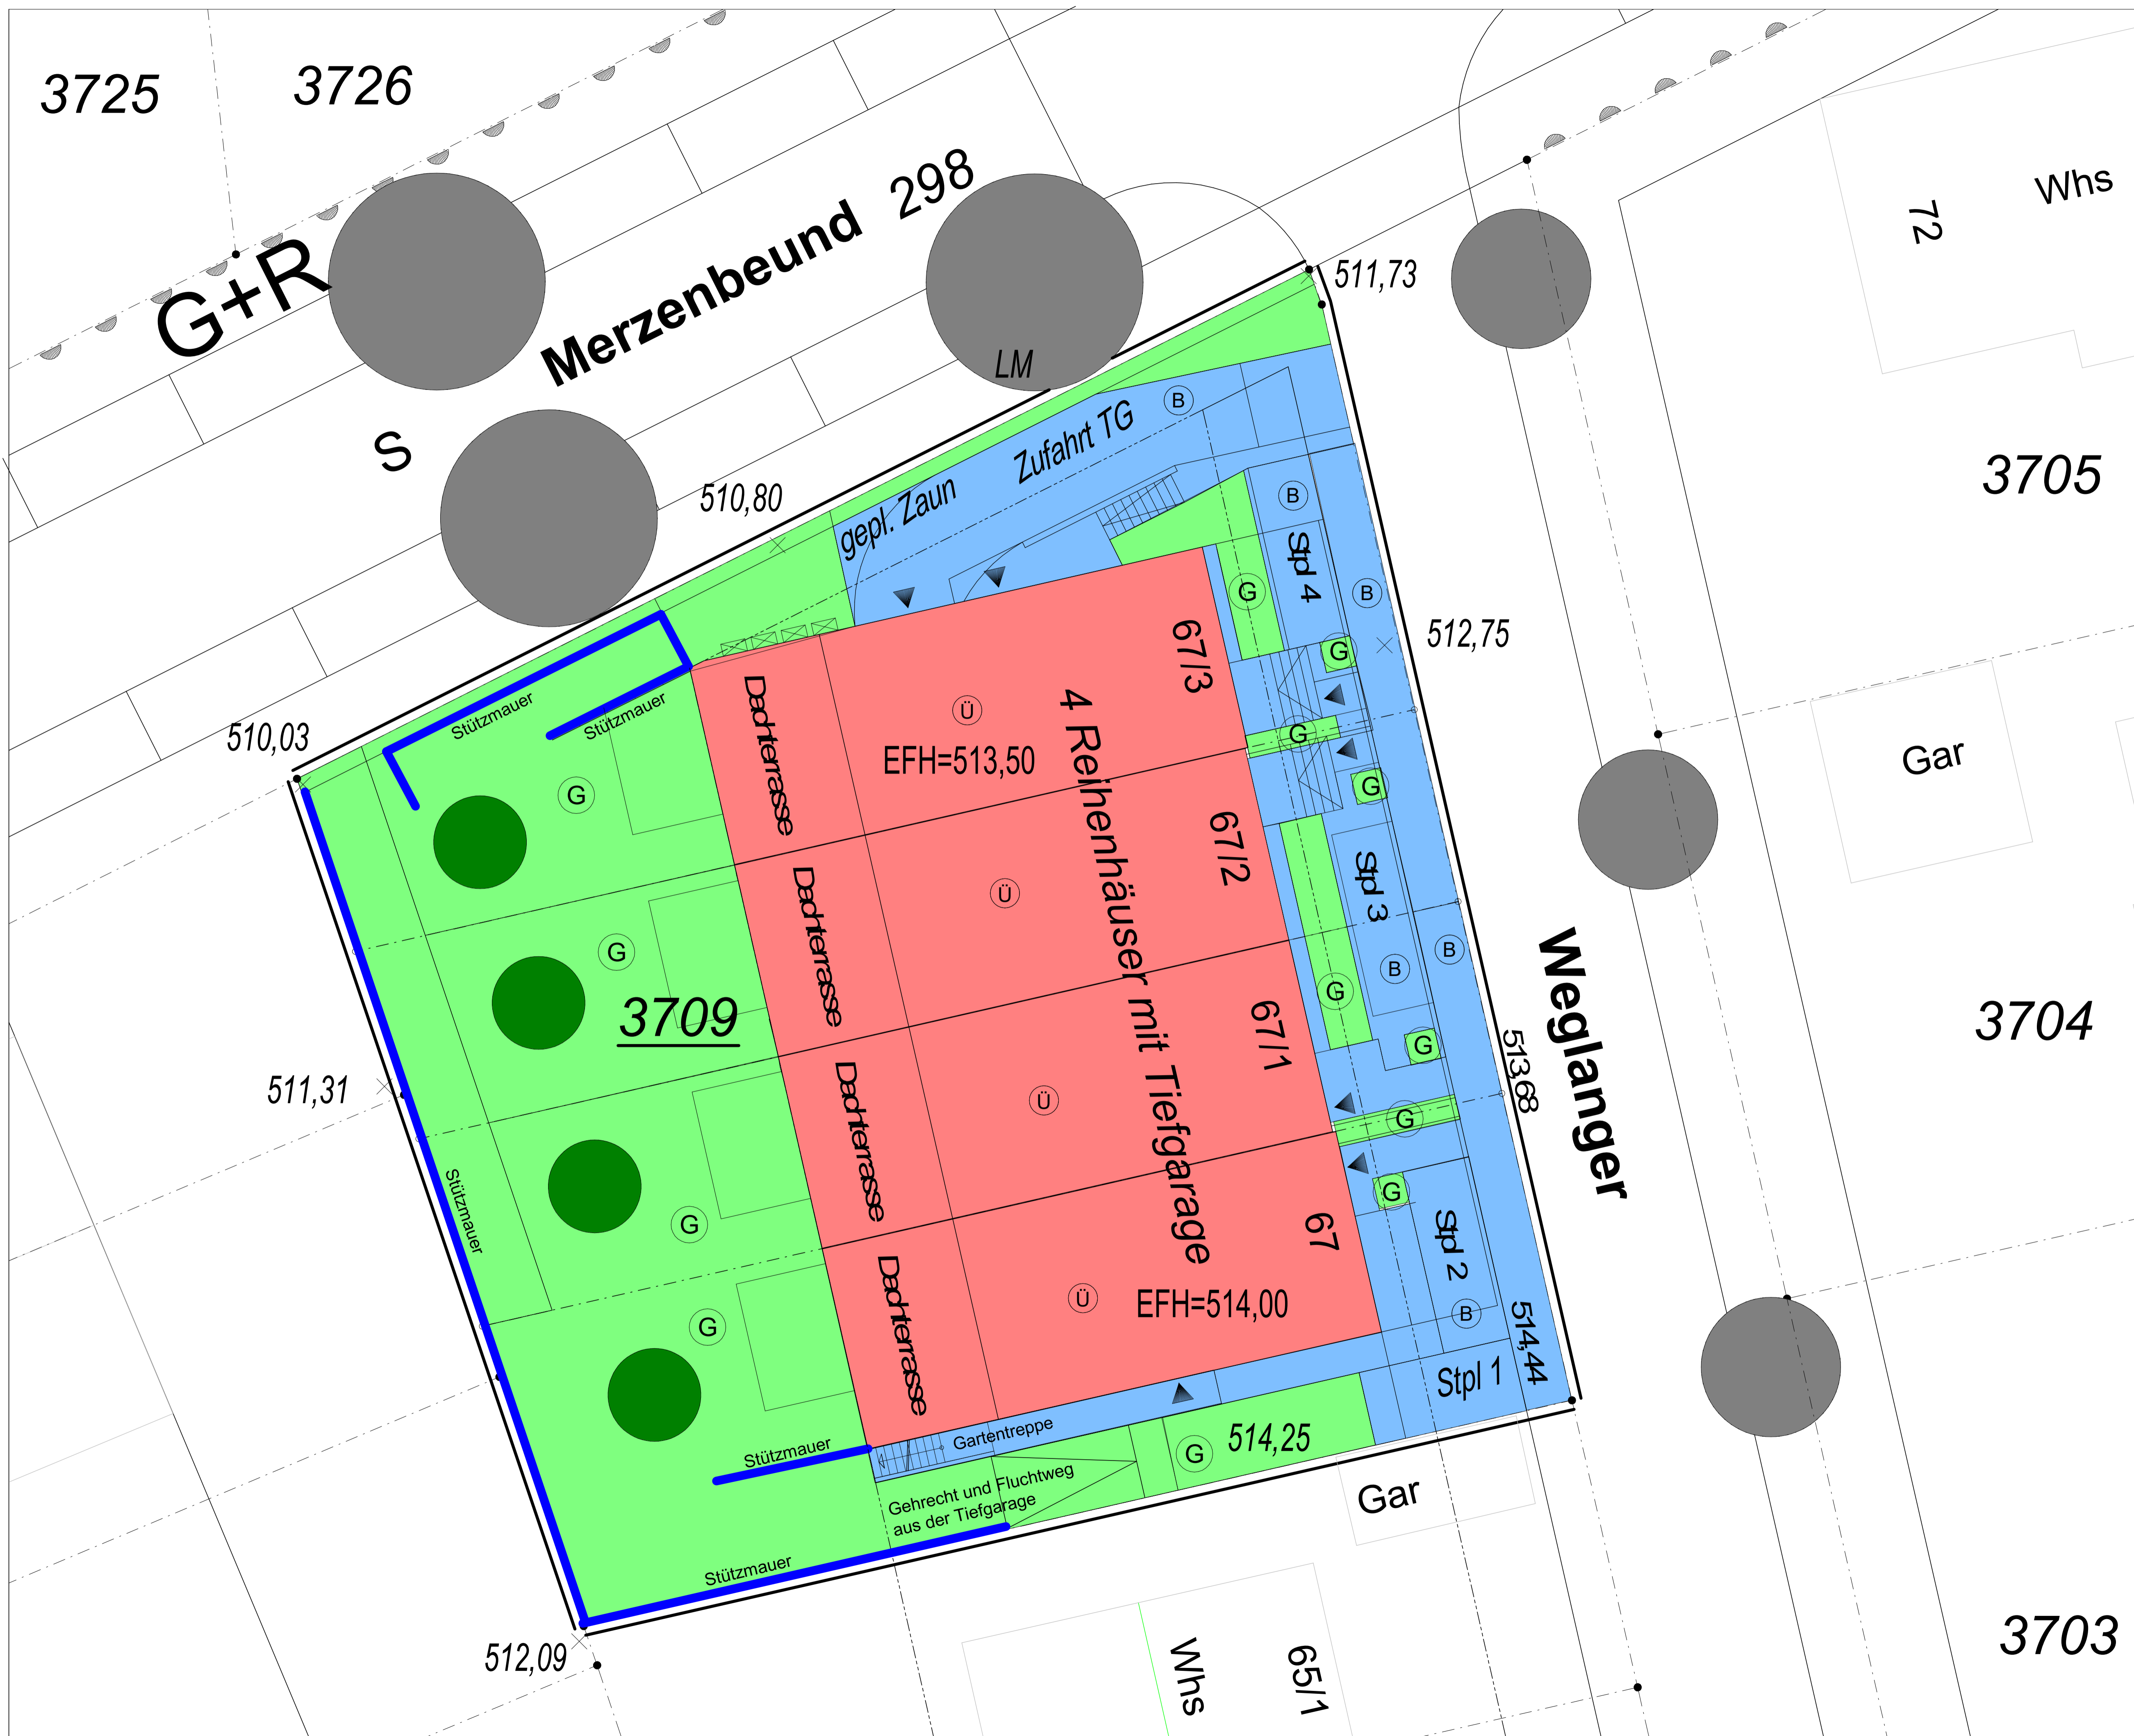 3725
3726
G+R
Merzenbeund 298
S
LM
511,73
72
Whs
3705
Zufahrt TG
B
gepl. Zaun
510,80
B
Stpl 4
G
B
512,75
G
67/3
Stützmauer
Stützmauer
510,03
Dachterrasse
Ü
EFH=513,50
4 Reihenhäuser mit Tiefgarage
G
G
Gar
G
67/2
Stpl 3
Dachterrasse
Ü
G
3709
B
B
G
Weglanger
3704
67/1
G
513,68
511,31
Dachterrasse
Ü
G
Stützmauer
G
G
67
Stpl 2
Dachterrasse
Ü
EFH=514,00
B
514,44
G
Stpl 1
Gartentreppe
514,25
G
Stützmauer
Gehrecht und Fluchtweg
aus der Tiefgarage
Gar
Stützmauer
512,09
Whs
65/1
3703